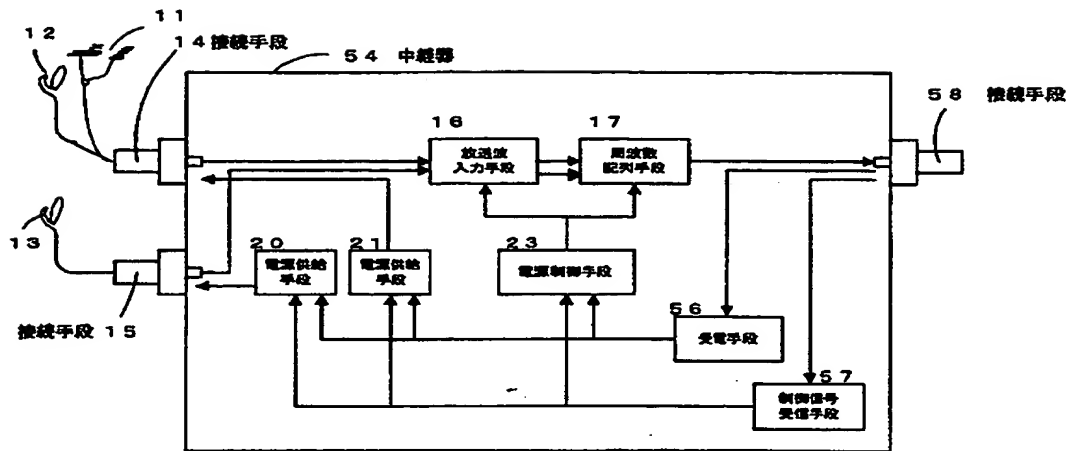 １１
１２
１４接続手段
５４ 中継器
５８ 接続手段
１６
放送波
入力手段
１７
周波数
配列手段
１３
２０
電源供給
手段
２１
電源供給
手段
２３
電源制御手段
接続手段 １５
５６
受電手段
５７
制御信号
受信手段